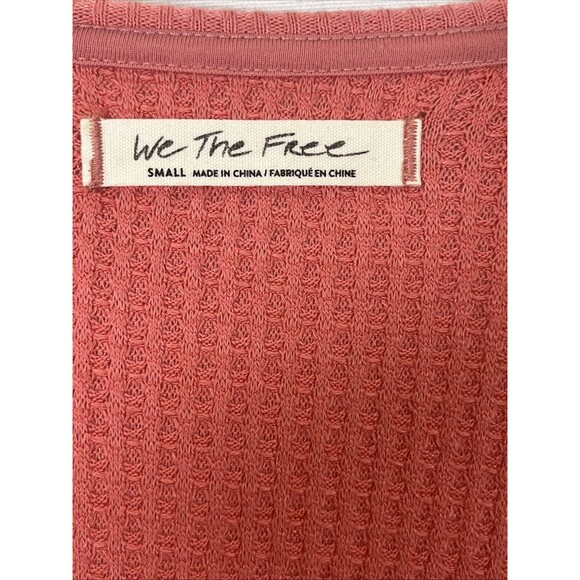 We The Free
SMALL MADE IN CHINA / FABRIQUÉ EN CHINE